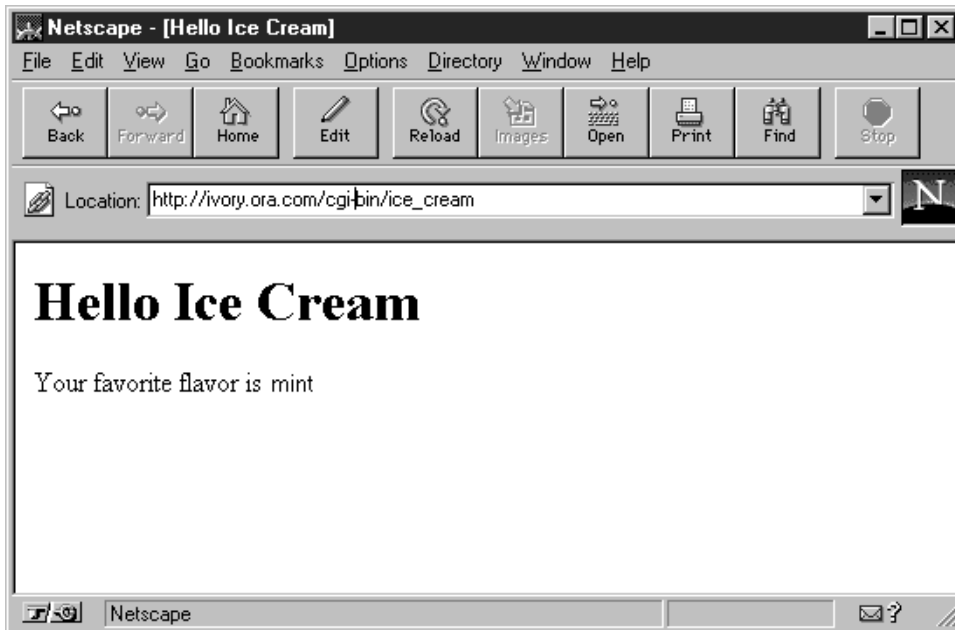 Netscape - [Hello Ice Cream]
File Edit View Go Bookmarks Options Directory Window Help
Back Forward Home Edit Reload Images Open Print Find Stop
Location: http://ivory.ora.com/cgi-bin/ice_cream
N
Hello Ice Cream
Your favorite flavor is mint
Netscape ?